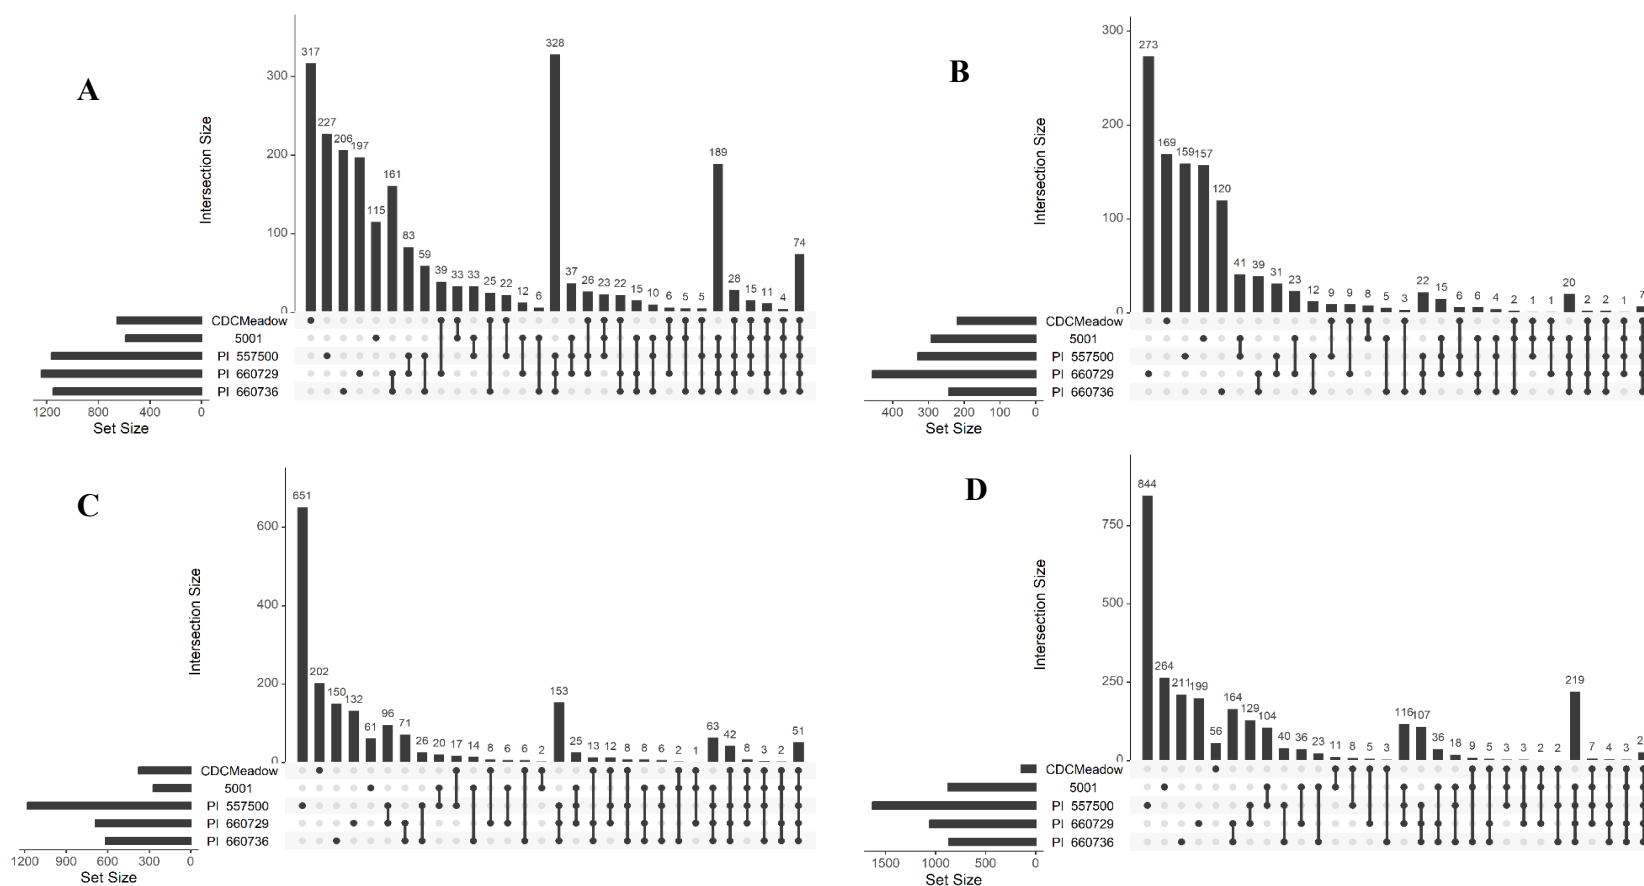 A
Intersection Size
300
200
100
0
317 227 206 197 115 161 83 59 39 33 33 25 22 12 6 328 37 26 23 22 15 10 6 5 5 189 28 15 11 4 74
CDCMeadow
5001
PI 557500
PI 660729
PI 660736
1200 800 400 0
Set Size
B
Intersection Size
300
200
100
0
273 169 159 157 120 41 39 31 23 12 9 9 8 5 3 22 15 6 6 4 2 1 1 20 2 2 1 7
CDCMeadow
5001
PI 557500
PI 660729
PI 660736
400 300 200 100 0
Set Size
C
Intersection Size
600
400
200
0
651 202 150 132 61 96 71 26 20 17 14 8 6 6 2 153 25 13 12 8 8 6 2 1 63 42 8 3 2 51
CDCMeadow
5001
PI 557500
PI 660729
PI 660736
1200 900 600 300 0
Set Size
D
Intersection Size
750
500
250
0
844 264 211 199 56 164 129 104 40 36 23 11 8 5 3 116 107 36 18 9 5 3 3 2 2 219 7 4 3 2
CDCMeadow
5001
PI 557500
PI 660729
PI 660736
1500 1000 500 0
Set Size